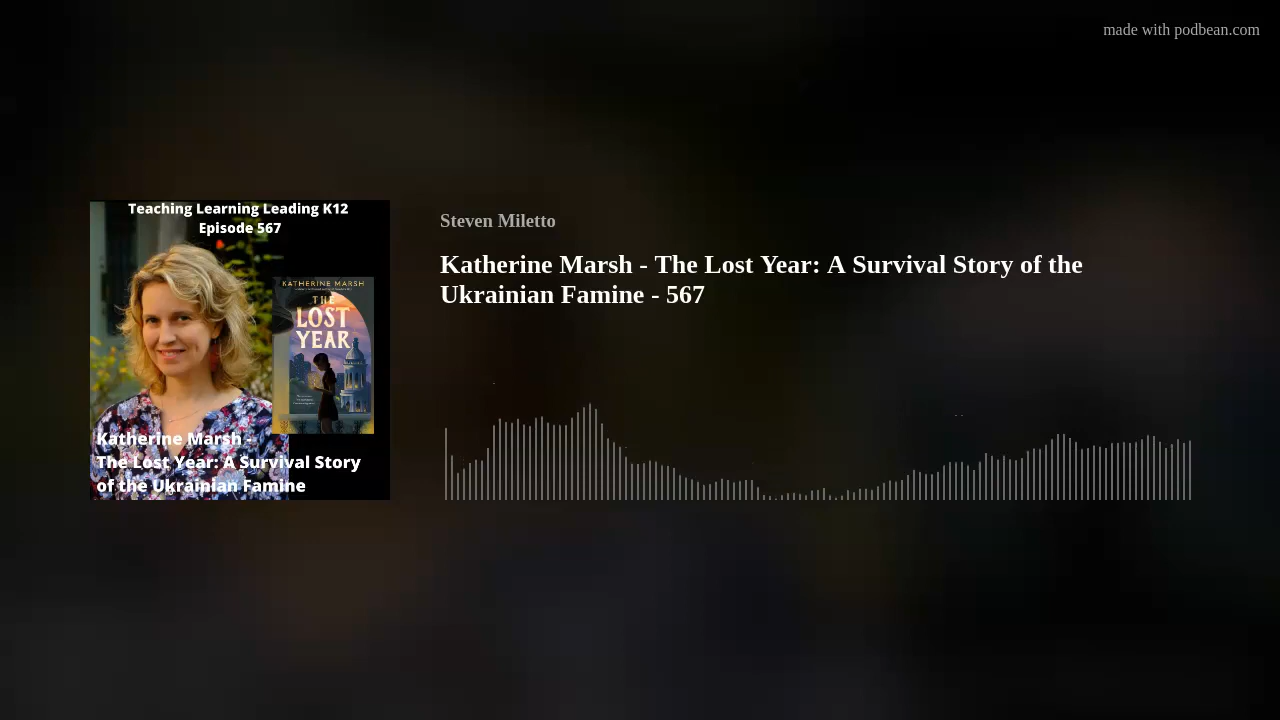 made with podbean.com
Teaching Learning Leading K12
Episode 567
KATHERINE MARSH
THE
LOST
YEAR
Katherine Marsh -
The Lost Year: A Survival Story
of the Ukrainian Famine
Steven Miletto
Katherine Marsh - The Lost Year: A Survival Story of the
Ukrainian Famine - 567